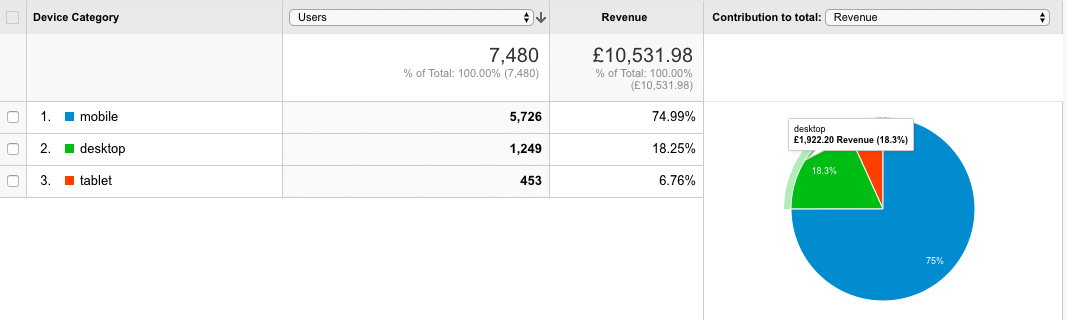 Device Category Users Revenue Contribution to total: Revenue
7,480 £10,531.98
% of Total: 100.00% (7,480) % of Total: 100.00%
(£10,531.98)
1. mobile 5,726 74.99%
2. desktop 1,249 18.25%
3. tablet 453 6.76%
desktop
£1,922.20 Revenue (18.3%)
18.3%
75%